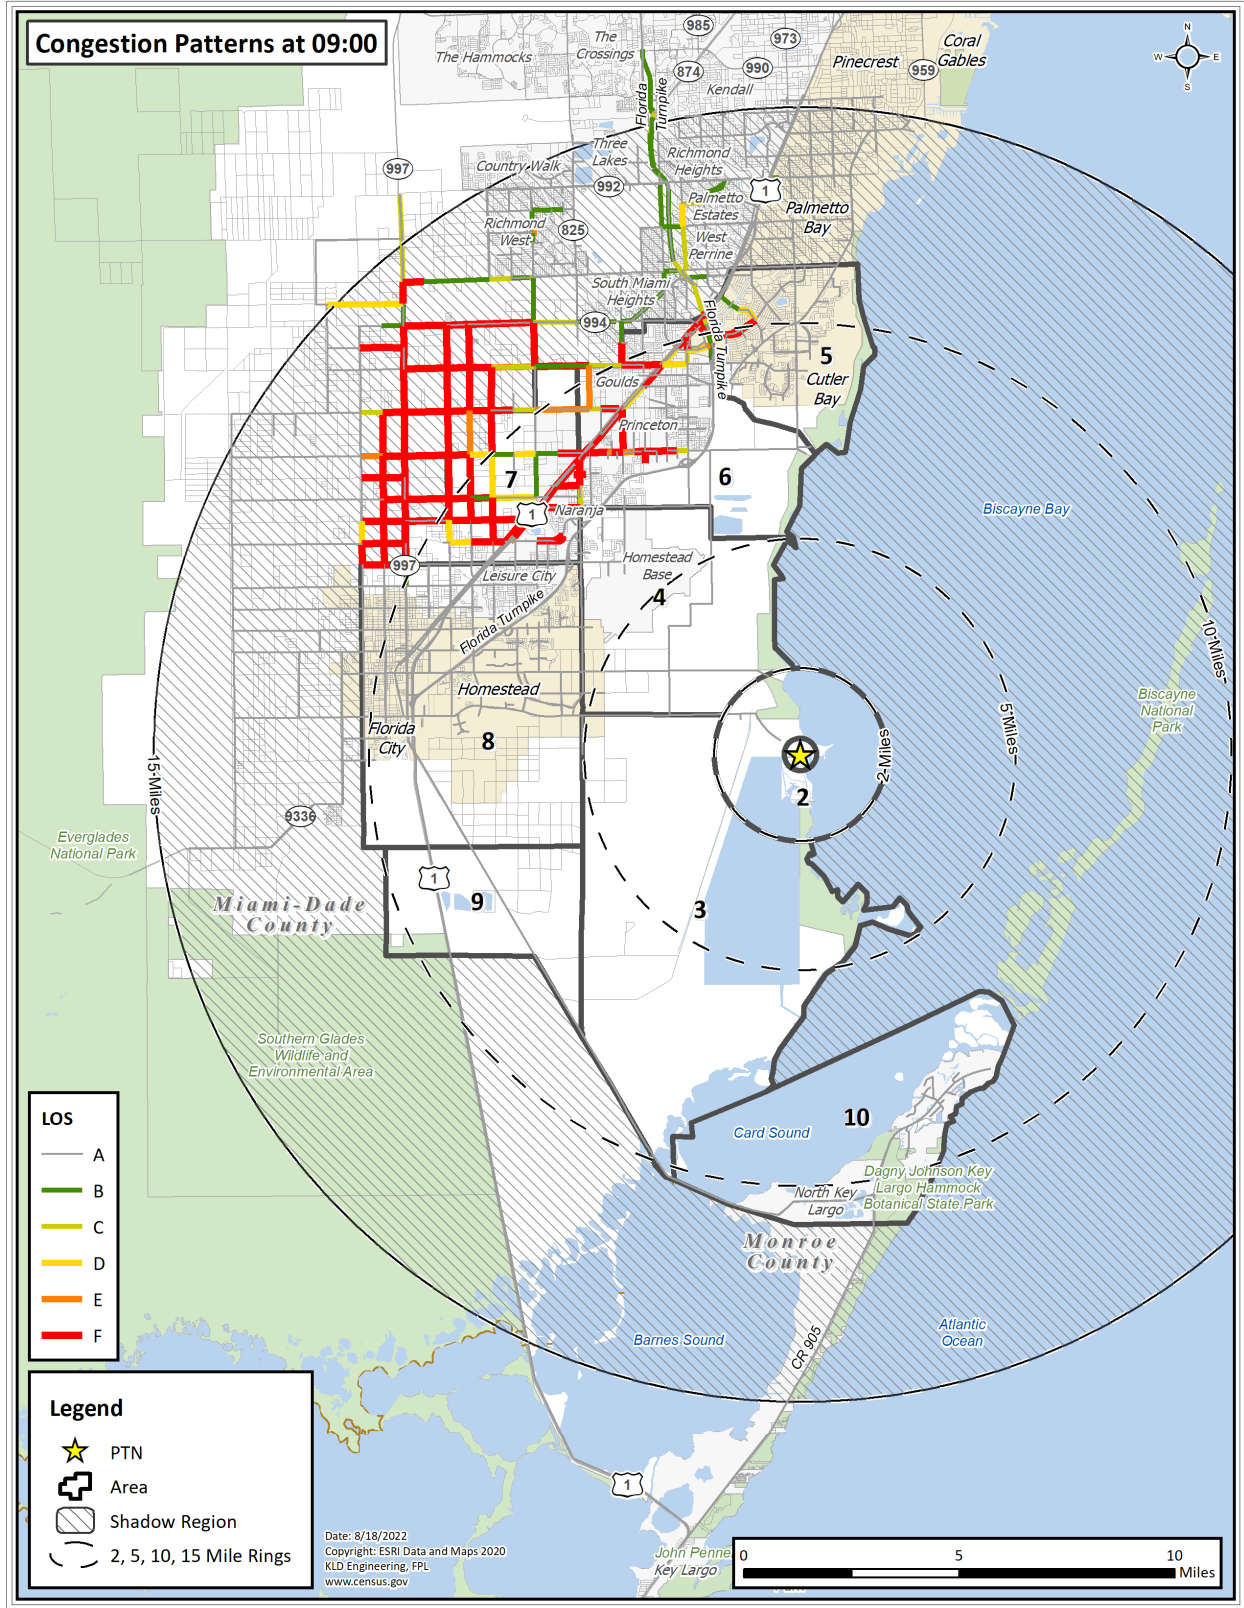 Congestion Patterns at 09:00
N
W
E
S
985
The
Crossings
973
Coral
Gables
The Hammocks
874
990
Pinecrest
959
Kendall
Florida
Turnpike
997
Three
Lakes
Richmond
Heights
Country Walk
992
1
Palmetto
Estates
Palmetto
Bay
Richmond
West
825
West
Perrine
South Miami
Heights
994
Florida Turnpike
5
Cutler
Bay
Goulds
Princeton
7
6
1
Naranja
Biscayne Bay
997
Leisure City
Homestead
Base
4
Florida Turnpike
10 Miles
Homestead
Biscayne
National
Park
Florida
City
8
5 Miles
2 Miles
15 Miles
2
9336
Everglades
National Park
1
9
3
Miami-Dade
County
Southern Glades
Wildlife and
Environmental Area
10
Card Sound
Dagny Johnson Key
Largo Hammock
Botanical State Park
North Key
Largo
Monroe
County
Barnes Sound
Atlantic
Ocean
CR 905
1
John Penne
Key Largo
LOS
A
B
C
D
E
F
Legend
PTN
Area
Shadow Region
2, 5, 10, 15 Mile Rings
Date: 8/18/2022
Copyright: ESRI Data and Maps 2020
KLD Engineering, FPL
www.census.gov
0
5
10
Miles